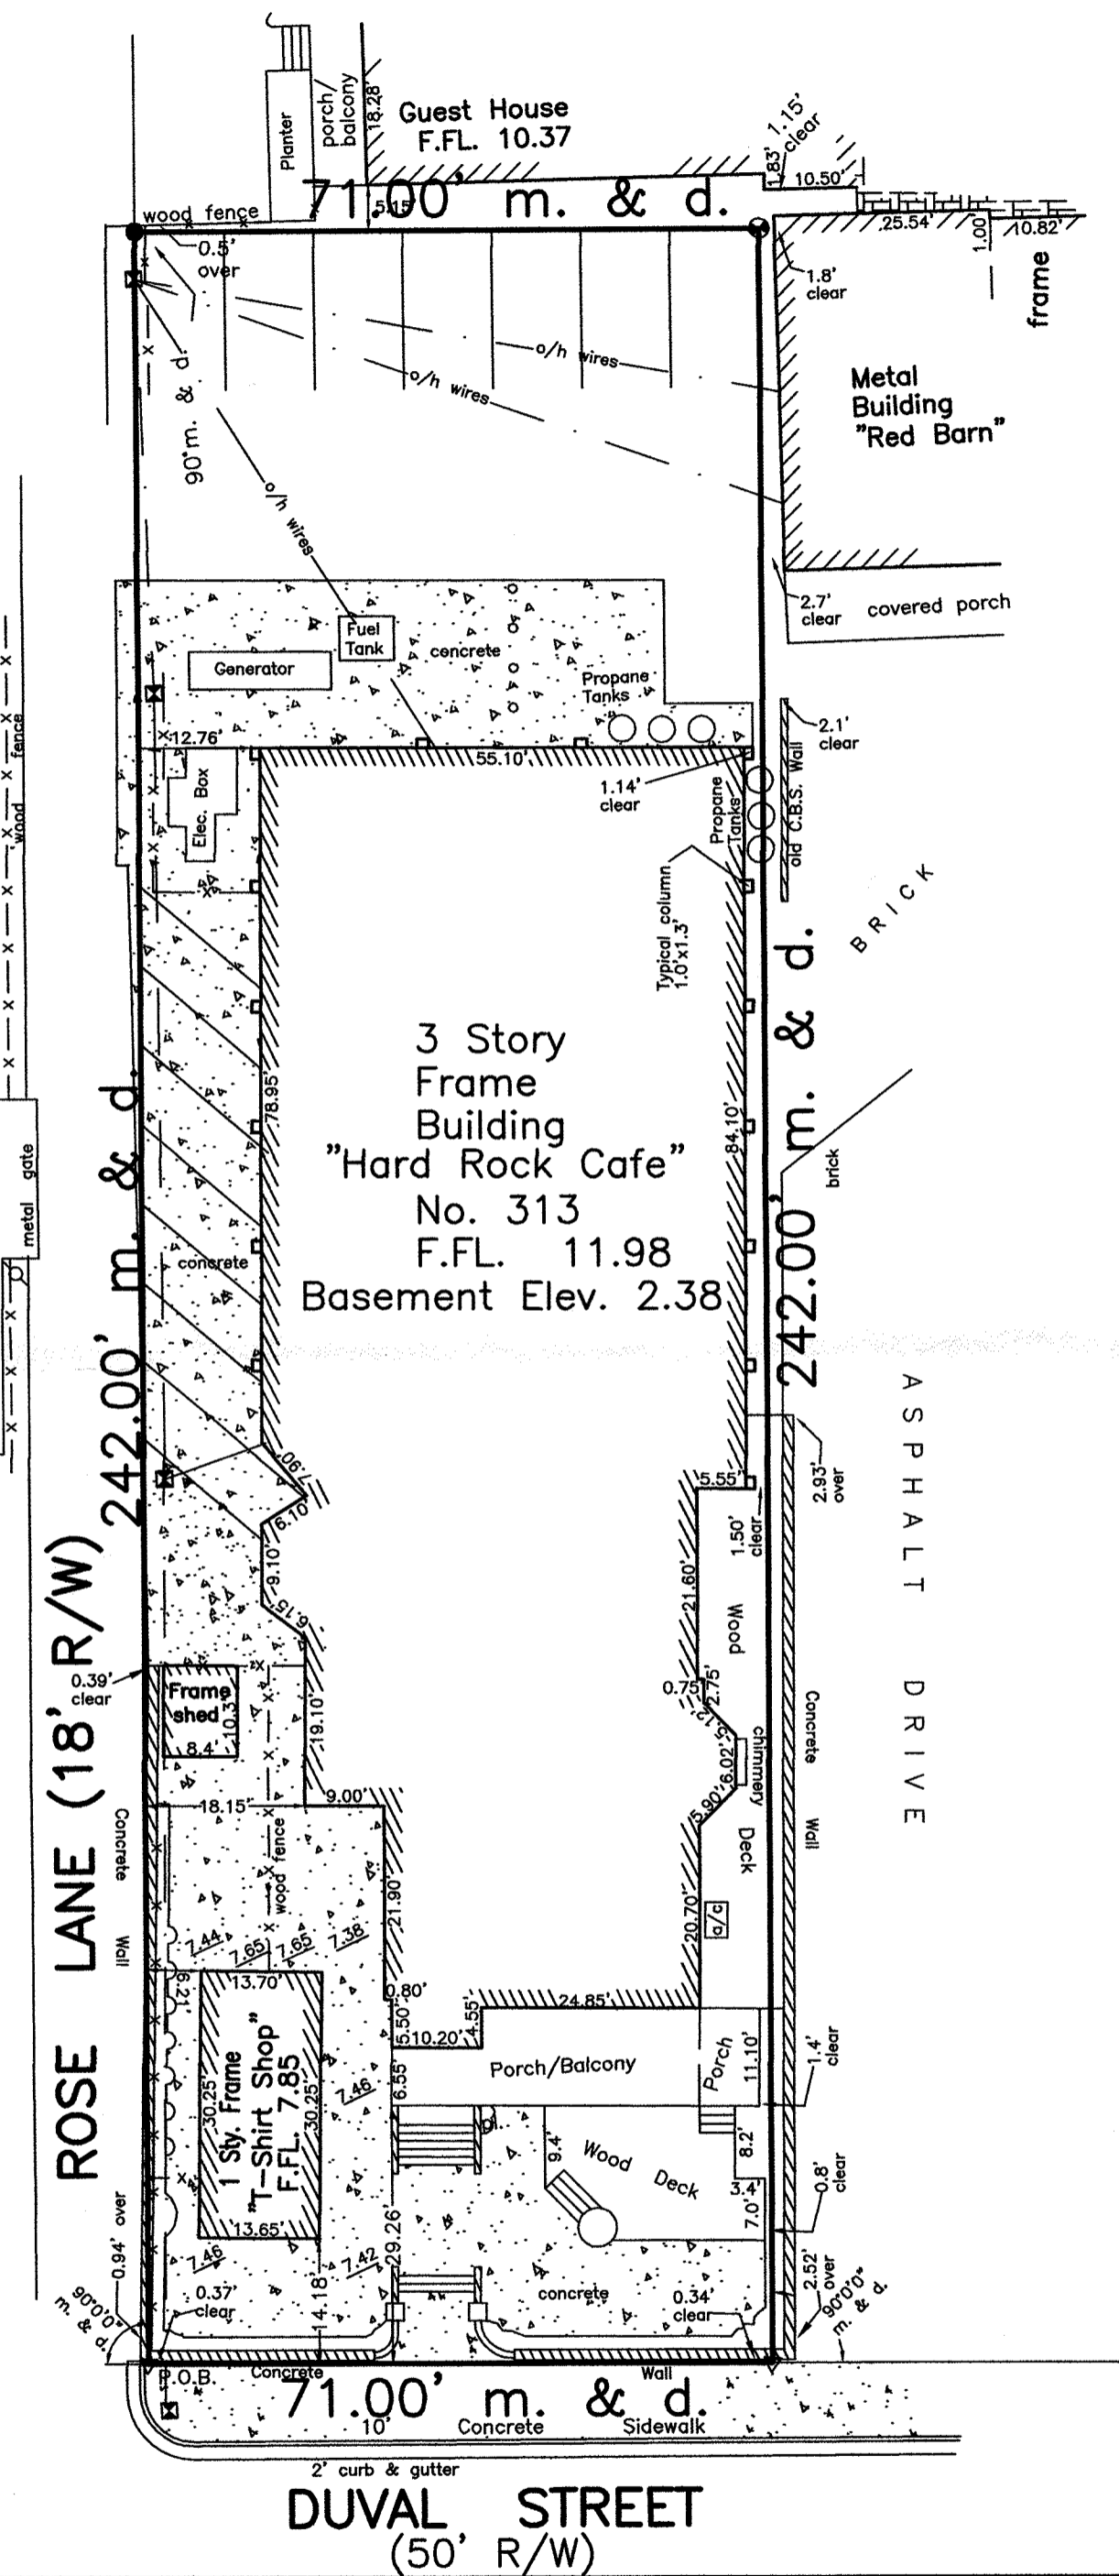 Guest House
F.FL. 10.37
porch/
balcony
18.28'
Planter
1.83'
1.15'
clear
10.50'
wood fence
71.00' m. & d.
5.15'
25.54'
1.00
10.82'
frame
0.5'
over
1.8'
clear
90°m. & d.
o/h wires
o/h wires
o/h wires
Metal
Building
"Red Barn"
2.7'
clear
covered porch
Fuel
Tank
Generator
concrete
Propane
Tanks
12.76'
55.10'
2.1'
clear
1.14'
clear
Elec. Box
Propane
Tanks
old C.B.S. Wall
Typical column
1.0'x1.3'
BRICK
wood fence
3 Story
Frame
Building
"Hard Rock Cafe"
No. 313
F.FL. 11.98
Basement Elev. 2.38
78.95'
84.10'
242.00' m. & d.
242.00' m. & d.
brick
metal gate
concrete
ASPHALT DRIVE
7.90'
6.10'
9.10'
6.15'
5.55'
2.93'
over
1.50'
clear
21.60'
Wood
Deck
0.75'
2.75'
5.12'
6.02'
5.90'
chimmery
Concrete Wall
0.39'
clear
Frame
shed
10.3'
8.4'
19.10'
9.00'
18.15'
wood fence
21.90'
20.70'
a/c
Concrete Wall
7.44
7.65
7.65
7.38
13.70'
6.21'
0.80'
5.50'
10.20'
4.55'
24.85'
1 Sty. Frame
"T-Shirt Shop"
F.FL. 7.85
30.25'
30.25'
13.65'
7.46
6.55'
Porch/Balcony
Porch
11.10'
1.4'
clear
9.4'
Wood Deck
8.2'
3.4'
7.0'
0.8'
clear
29.26'
7.46
7.42
14.18'
0.37'
clear
concrete
0.34'
clear
2.52'
over
0.94' over
90°0'0"
m. & d.
90°0'0"
m. & d.
P.O.B.
Concrete
Wall
71.00' m. & d.
10' Concrete Sidewalk
2' curb & gutter
ROSE LANE (18' R/W)
DUVAL STREET
(50' R/W)